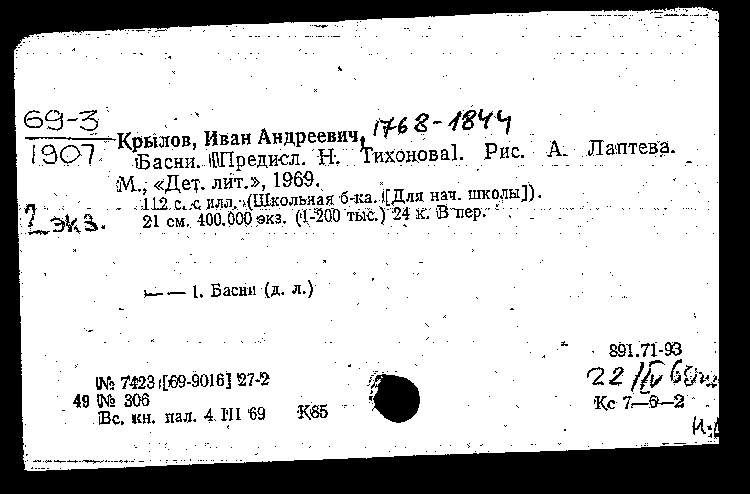 69-3
1907
Крылов, Иван Андреевич, 1768-1844
Басни. [Предисл. Н. Тихонова]. Рис. А. Лаптева.
М., «Дет. лит.», 1969.
112 с. с илл. (Школьная б-ка. [Для нач. школы]).
2 экз.
21 см. 400.000 экз. (1-200 тыс.) 24 к. В пер.
— — 1. Басни (д. л.)
891.71-93
№ 7423 [69-9016] 27-2
22/IV 69
49 № 306
Кс 7—6—2
Вс. кн. пал. 4 III 69 К85